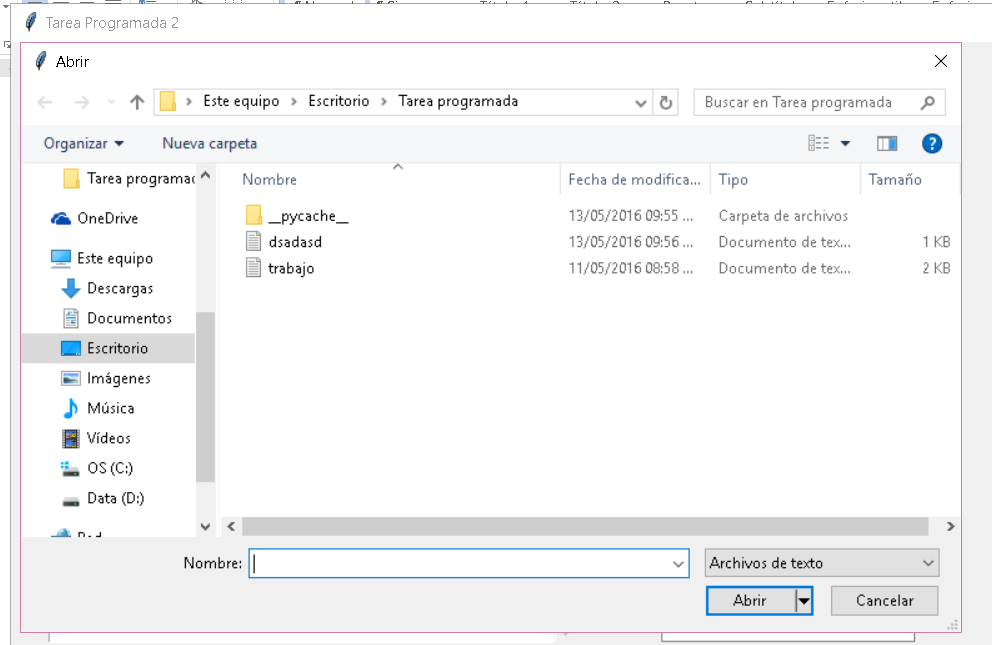 Tarea Programada 2
Abrir
Este equipo > Escritorio > Tarea programada
Buscar en Tarea programada
Organizar Nueva carpeta
Nombre Fecha de modifica... Tipo Tamaño
__pycache__ 13/05/2016 09:55 ... Carpeta de archivos
dsadasd 13/05/2016 09:56 ... Documento de tex... 1 KB
trabajo 11/05/2016 08:58 ... Documento de tex... 2 KB
Tarea programac
OneDrive
Este equipo
Descargas
Documentos
Escritorio
Imágenes
Música
Vídeos
OS (C:)
Data (D:)
Nombre: Archivos de texto
Abrir Cancelar